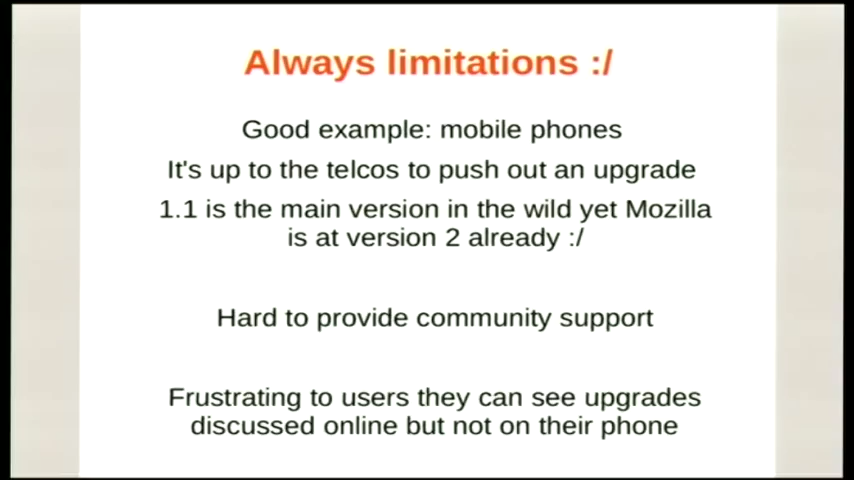 Always limitations :/
Good example: mobile phones
It's up to the telcos to push out an upgrade
1.1 is the main version in the wild yet Mozilla
is at version 2 already :/
Hard to provide community support
Frustrating to users they can see upgrades
discussed online but not on their phone